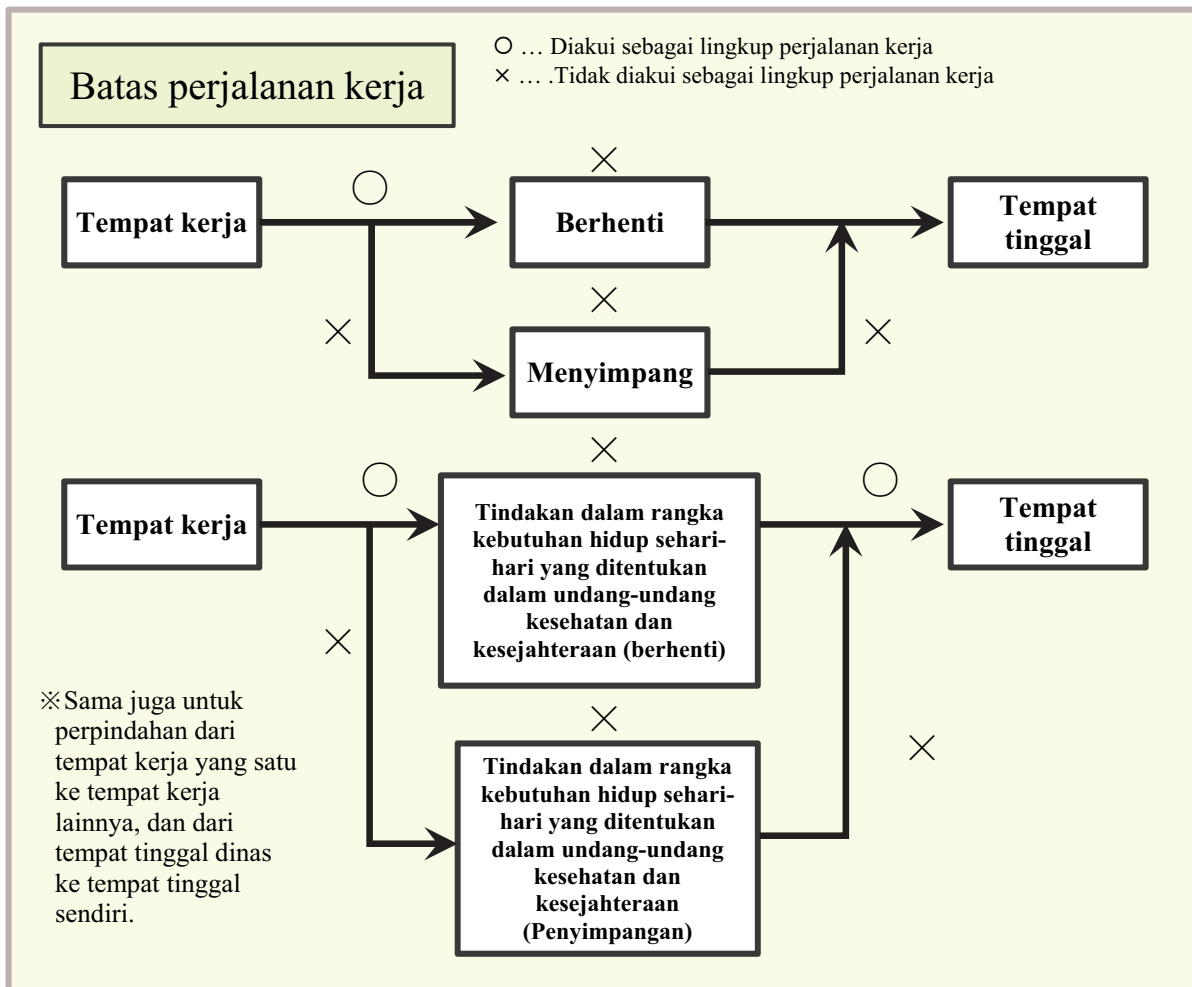 Batas perjalanan kerja
○ … Diakui sebagai lingkup perjalanan kerja
× … .Tidak diakui sebagai lingkup perjalanan kerja
×
○
Tempat kerja
Berhenti
Tempat
tinggal
×
×
×
Menyimpang
×
○
○
Tempat kerja
Tindakan dalam rangka
kebutuhan hidup sehari-
hari yang ditentukan
dalam undang-undang
kesehatan dan
kesejahteraan (berhenti)
Tempat
tinggal
×
×
×
※Sama juga untuk
perpindahan dari
tempat kerja yang satu
ke tempat kerja
lainnya, dan dari
tempat tinggal dinas
ke tempat tinggal
sendiri.
Tindakan dalam rangka
kebutuhan hidup sehari-
hari yang ditentukan
dalam undang-undang
kesehatan dan
kesejahteraan
(Penyimpangan)